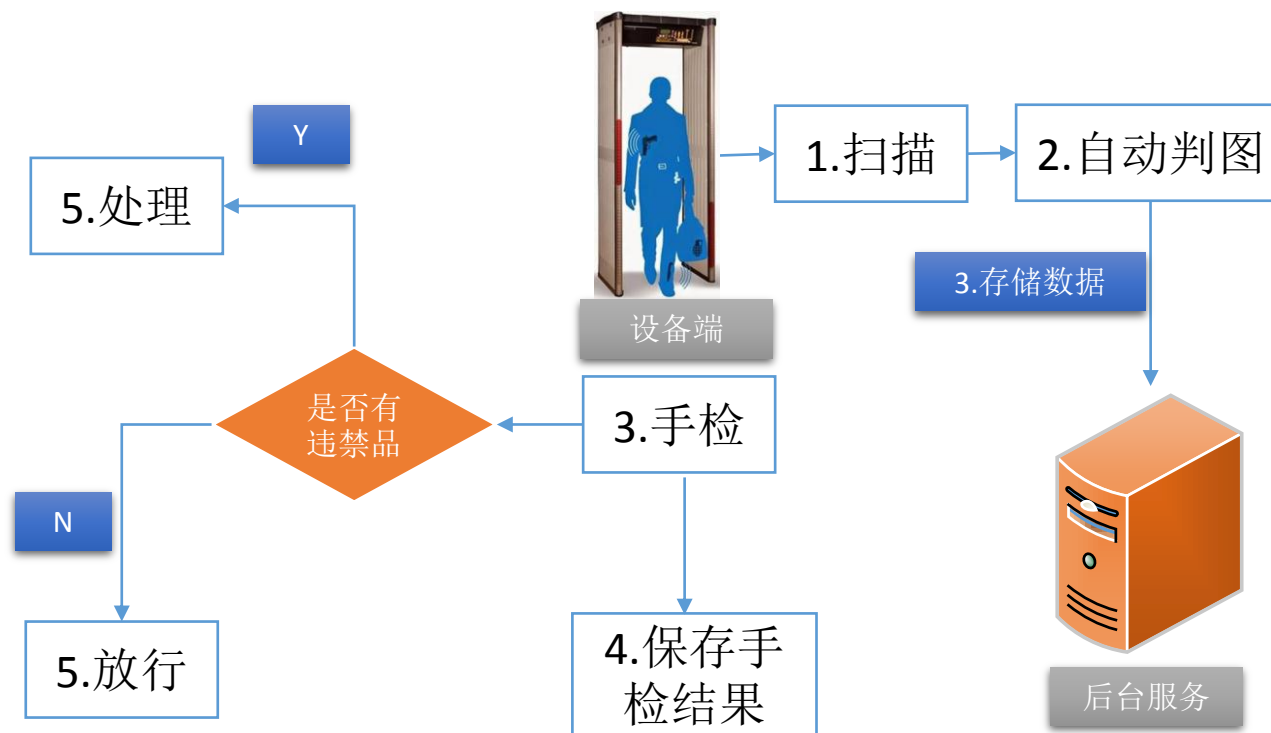 Y
5.处理
1.扫描
2.自动判图
3.存储数据
设备端
是否有
违禁品
3.手检
N
5.放行
4.保存手
检结果
后台服务